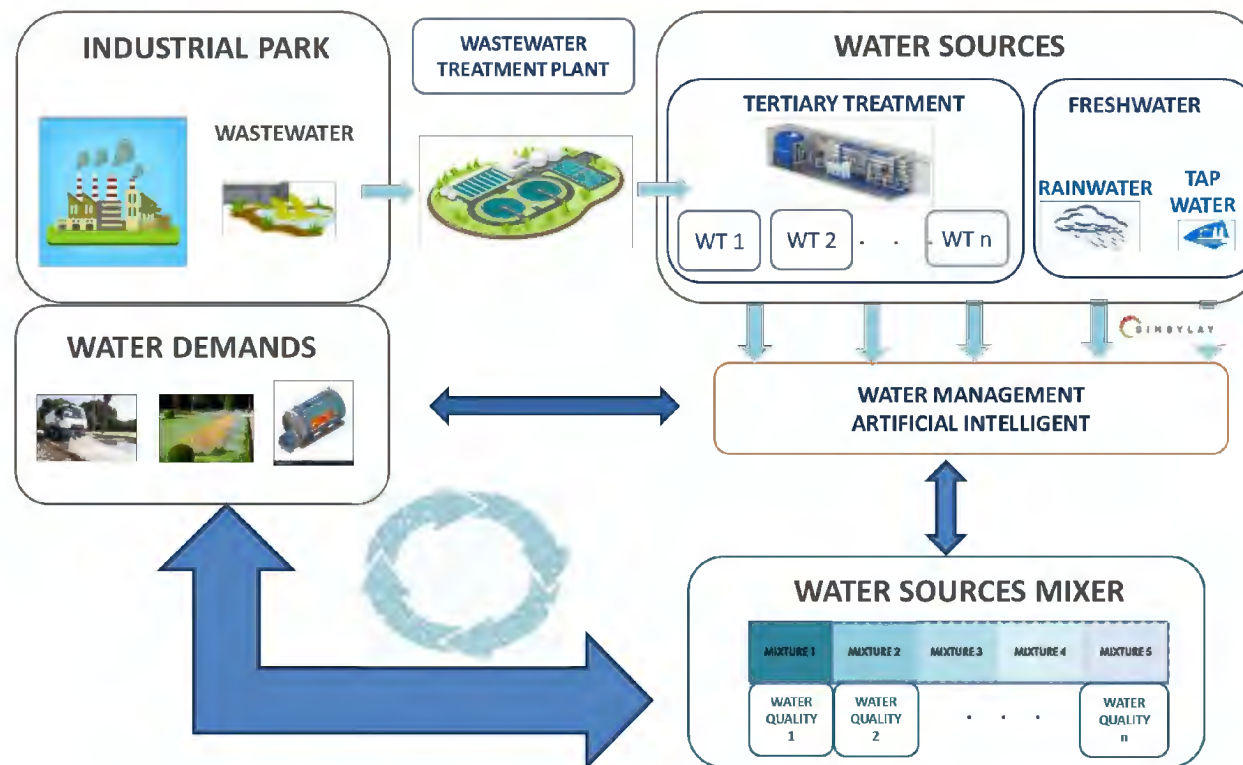 INDUSTRIAL PARK
WASTEWATER
WASTEWATER
TREATMENT PLANT
WATER SOURCES
TERTIARY TREATMENT
WT 1
WT 2
. . .
WT n
FRESHWATER
RAINWATER
TAP
WATER
SIMBYLAY
WATER DEMANDS
WATER MANAGEMENT
ARTIFICIAL INTELLIGENT
WATER SOURCES MIXER
MIXTURE 1
MIXTURE 2
MIXTURE 3
MIXTURE 4
MIXTURE 5
WATER
QUALITY
1
WATER
QUALITY
2
. . .
WATER
QUALITY
n